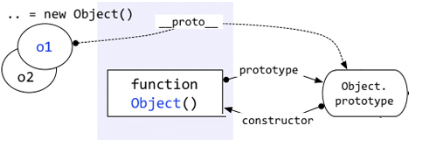 .. = new Object()
__proto__
o1
o2
function
Object()
prototype
Object.
prototype
constructor